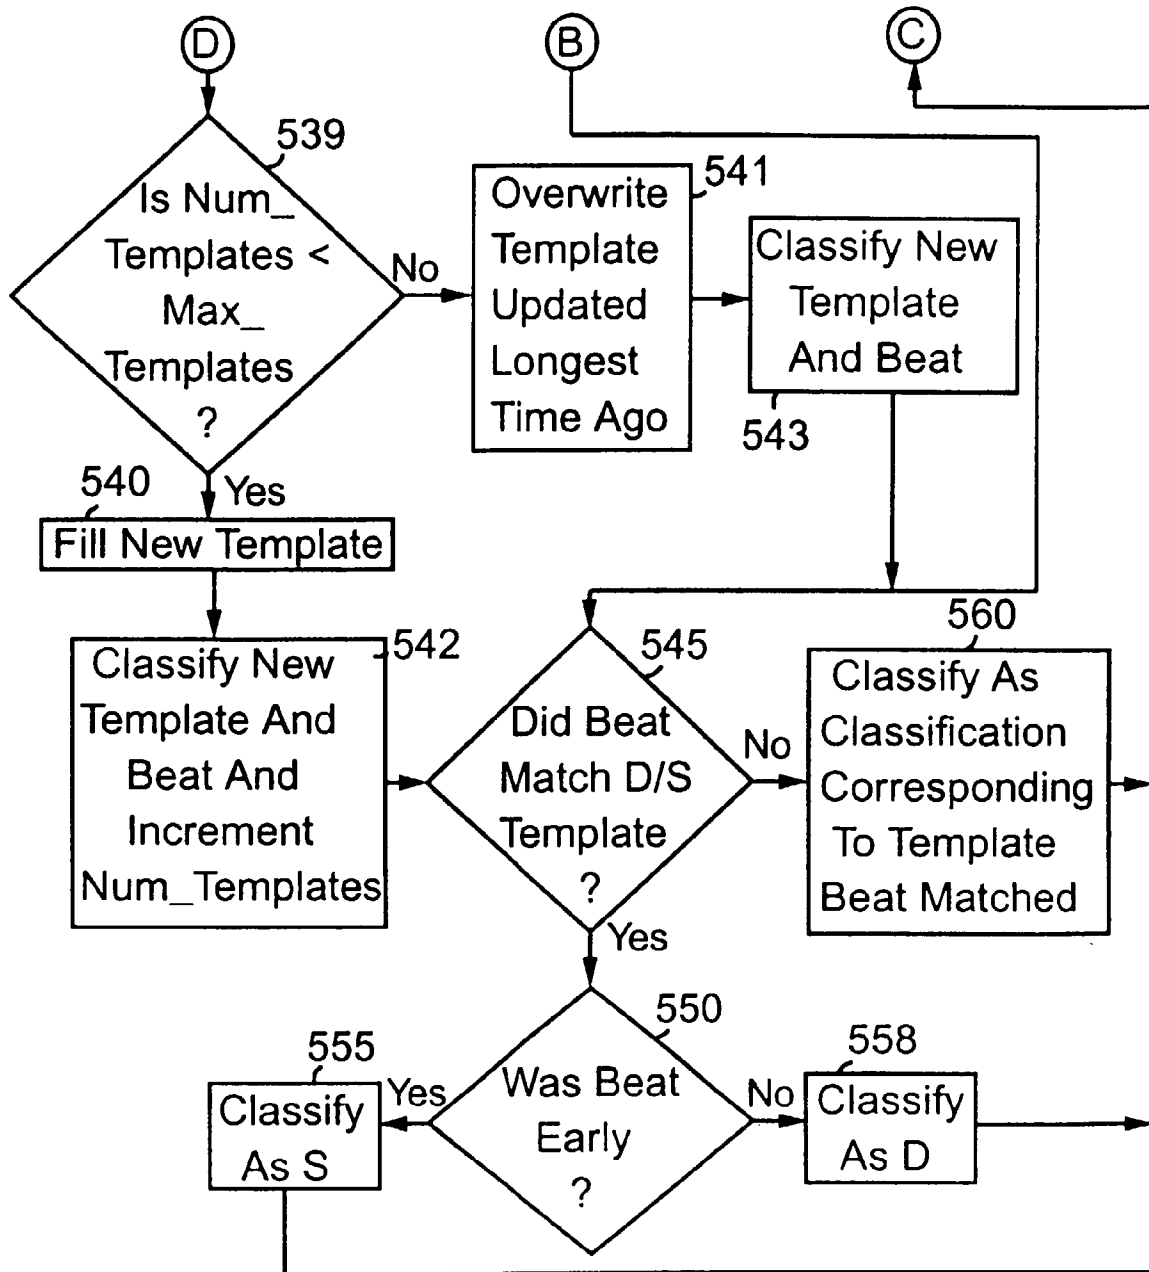 D
B
C
539
Is Num_
Templates <
Max_
Templates
?
No
541
Overwrite
Template
Updated
Longest
Time Ago
Classify New
Template
And Beat
543
540
Yes
Fill New Template
542
Classify New
Template And
Beat And
Increment
Num_Templates
545
Did Beat
Match D/S
Template
?
No
560
Classify As
Classification
Corresponding
To Template
Beat Matched
Yes
550
Was Beat
Early
?
Yes
555
Classify
As S
No
558
Classify
As D